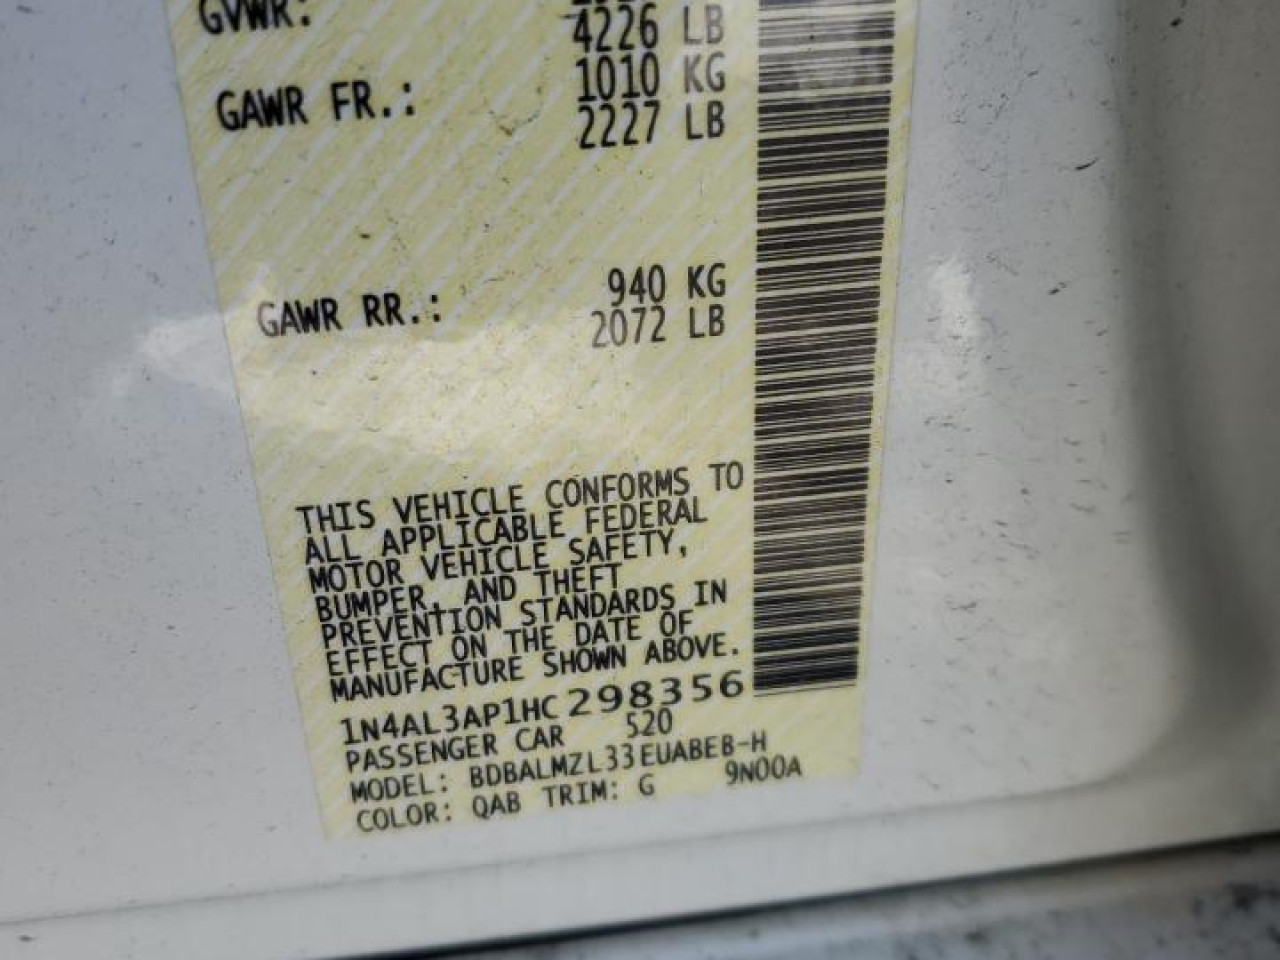 GVWR:
4226 LB
GAWR FR.: 1010 KG
2227 LB
GAWR RR.: 940 KG
2072 LB
THIS VEHICLE CONFORMS TO
ALL APPLICABLE FEDERAL
MOTOR VEHICLE SAFETY,
BUMPER, AND THEFT
PREVENTION STANDARDS IN
EFFECT ON THE DATE OF
MANUFACTURE SHOWN ABOVE.
1N4AL3AP1HC298356
PASSENGER CAR 520
MODEL: BDBALMZL33EUABEB-H
COLOR: QAB TRIM: G 9N00A